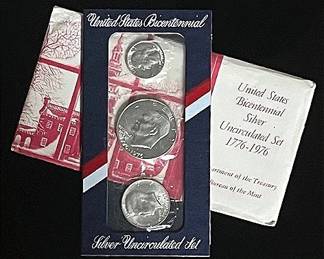 United States Bicentennial
Silver Uncirculated Set
United States
Bicentennial
Silver
Uncirculated Set
1776-1976
partment of the Treasury
Bureau of the Mint